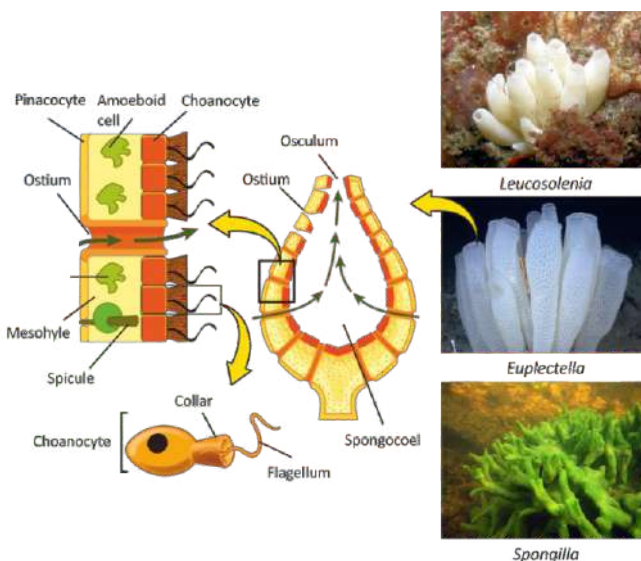 Pinacocyte
Amoeboid
cell
Choanocyte
Ostium
Mesohyle
Spicule
Osculum
Ostium
Spongocoel
Choanocyte
Collar
Flagellum
Leucosolenia
Euplectella
Spongilla